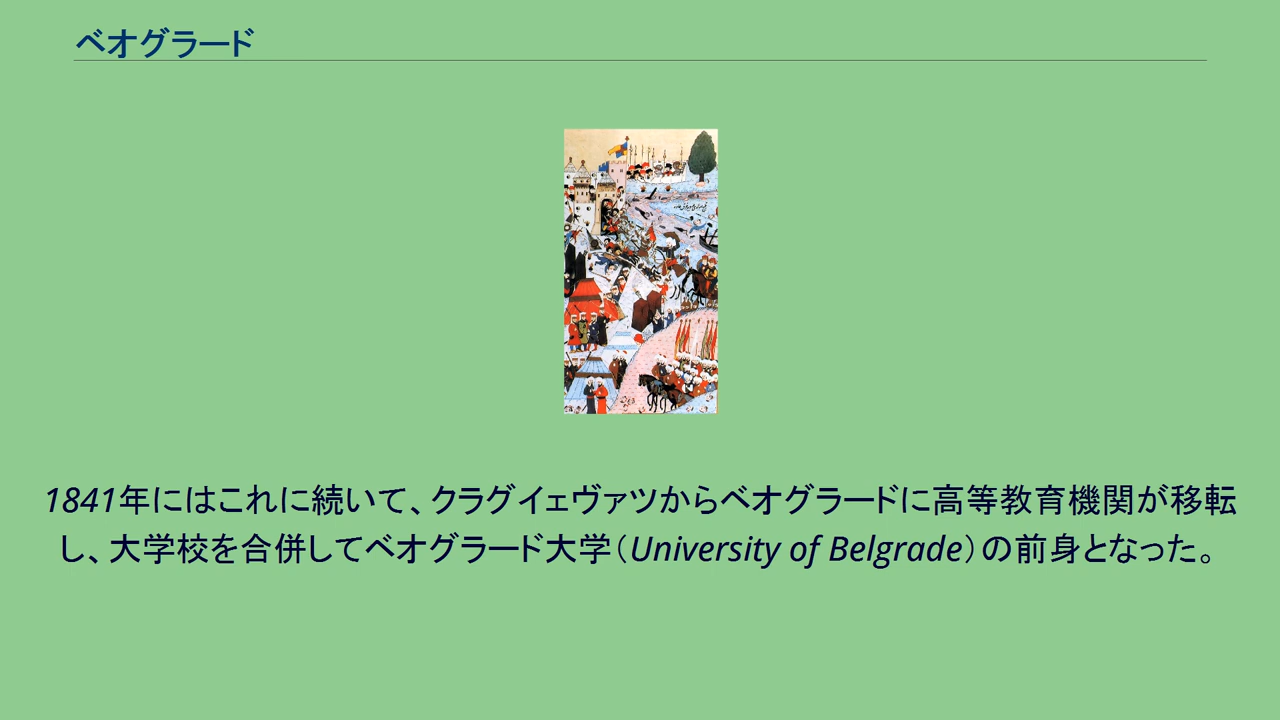 ベオグラード
1841年にはこれに続いて、クラグイェヴァツからベオグラードに高等教育機関が移転
し、大学校を合併してベオグラード大学（University of Belgrade）の前身となった。